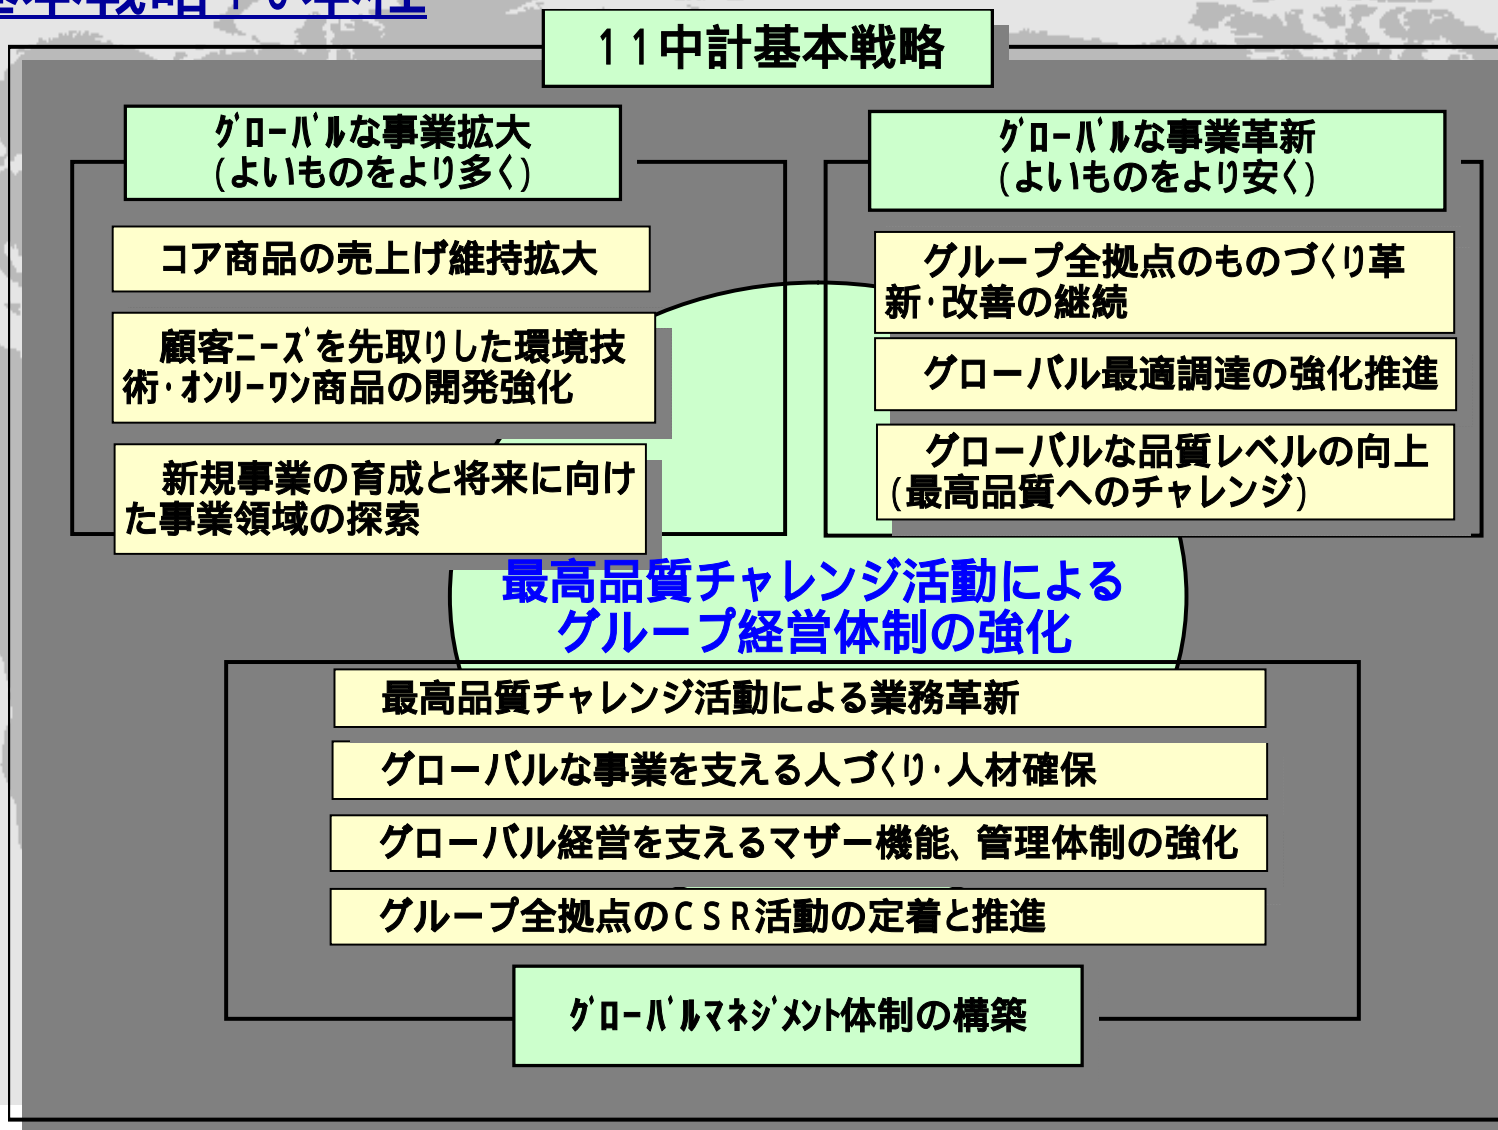 １１中計基本戦略
ｸﾞﾛｰﾊﾞﾙな事業拡大
(よいものをより多く)
コア商品の売上げ維持拡大
顧客ﾆｰｽﾞを先取りした環境技
術･ｵﾝﾘｰﾜﾝ商品の開発強化
新規事業の育成と将来に向け
た事業領域の探索
ｸﾞﾛｰﾊﾞﾙな事業革新
(よいものをより安く)
グループ全拠点のものづくり革
新･改善の継続
グローバル最適調達の強化推進
グローバルな品質レベルの向上
(最高品質へのチャレンジ)
最高品質チャレンジ活動による
グループ経営体制の強化
最高品質チャレンジ活動による業務革新
グローバルな事業を支える人づくり･人材確保
グローバル経営を支えるマザー機能、管理体制の強化
グループ全拠点のＣＳＲ活動の定着と推進
ｸﾞﾛｰﾊﾞﾙﾏﾈｼﾞﾒﾝﾄ体制の構築